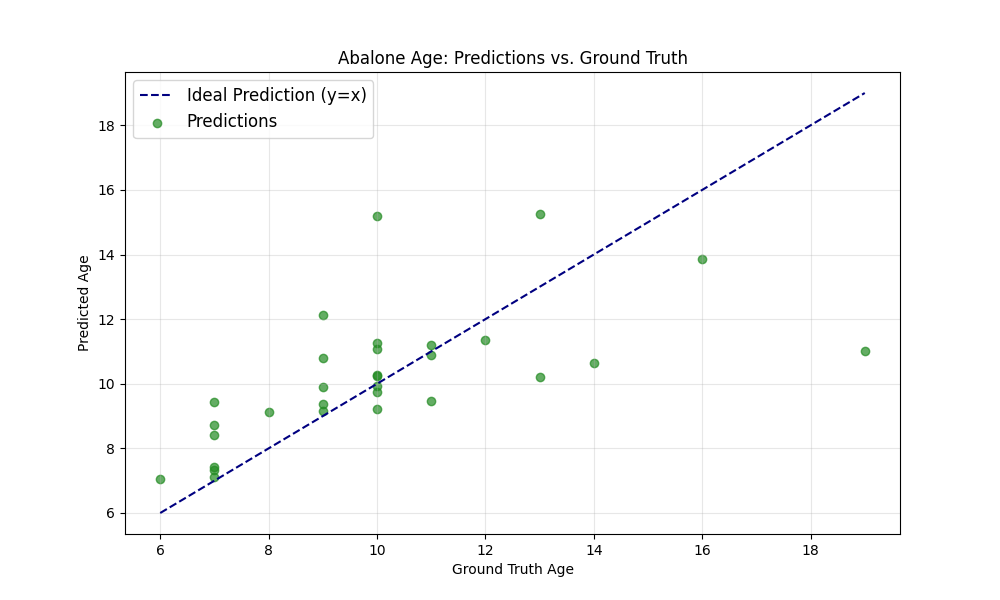 Abalone Age: Predictions vs. Ground Truth
Ideal Prediction (y=x)
Predictions
Predicted Age
18
16
14
12
10
8
6
6 8 10 12 14 16 18
Ground Truth Age